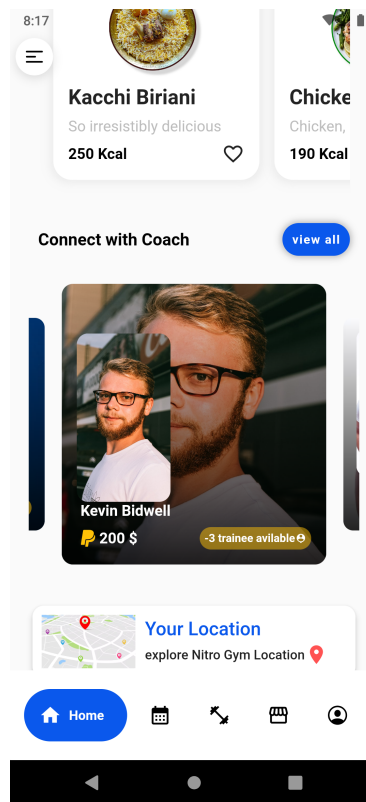 8:17
Kacchi Biriani
So irresistibly delicious
250 Kcal
Chicke
Chicken,
190 Kcal
Connect with Coach
view all
Kevin Bidwell
200 $
-3 trainee avilable
Your Location
explore Nitro Gym Location
Home